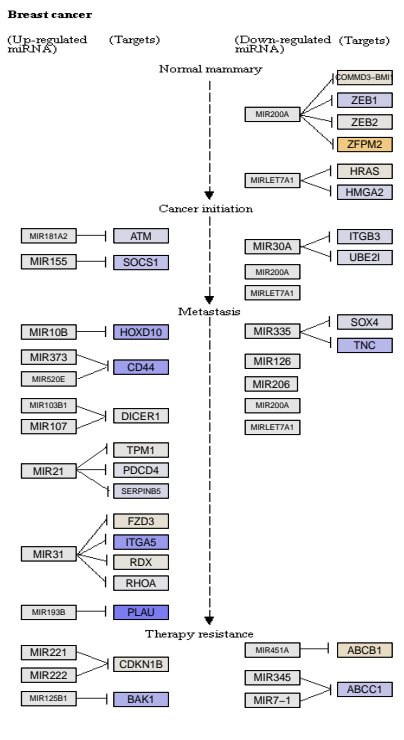 Breast cancer
(Up-regulated miRNA)
(Targets)
(Down-regulated miRNA)
(Targets)
Normal mammary
MIR200A
COMMD3-BMI1
ZEB1
ZEB2
ZFPM2
MIRLET7A1
HRAS
HMGA2
Cancer initiation
MIR181A2
ATM
MIR155
SOCS1
MIR30A
ITGB3
UBE2I
MIR200A
MIRLET7A1
Metastasis
MIR10B
HOXD10
MIR373
MIR520E
CD44
MIR103B1
MIR107
DICER1
MIR21
TPM1
PDCD4
SERPINB5
MIR31
FZD3
ITGA5
RDX
RHOA
MIR193B
PLAU
MIR335
SOX4
TNC
MIR126
MIR206
MIR200A
MIRLET7A1
Therapy resistance
MIR221
MIR222
CDKN1B
MIR125B1
BAK1
MIR451A
ABCB1
MIR345
MIR7-1
ABCC1